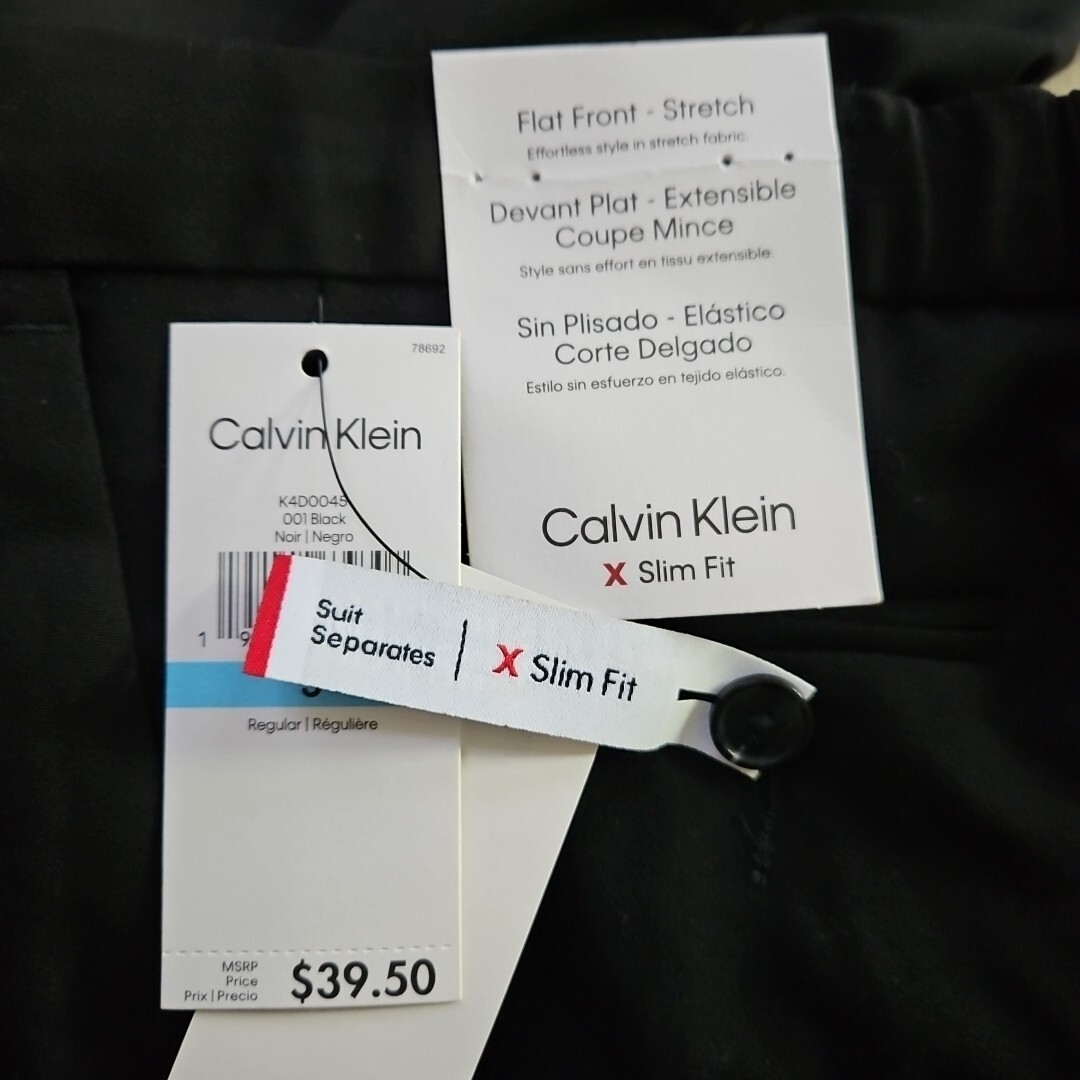 Flat Front - Stretch
Effortless style in stretch fabric.
Devant Plat - Extensible
Coupe Mince
Style sans effort en tissu extensible.
Sin Plisado - Elástico
Corte Delgado
Estilo sin esfuerzo en tejido elástico.
Calvin Klein
X Slim Fit
78692
Calvin Klein
K4D0045
001 Black
Noir | Negro
1 9
Suit
Separates | X Slim Fit
Regular | Régulière
MSRP
Price
Prix | Precio
$39.50